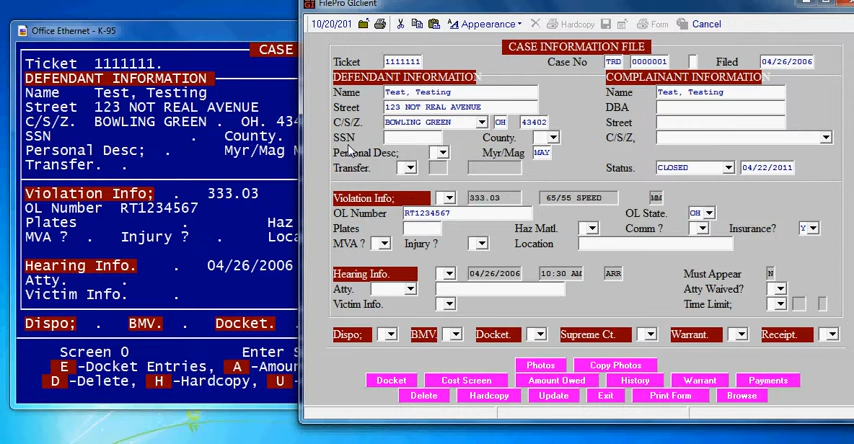 Office Ethernet - K-95
CASE
Ticket 1111111.
DEFENDANT INFORMATION
Name Test, Testing
Street 123 NOT REAL AVENUE
C/S/Z. BOWLING GREEN . OH. 434
SSN . County.
Personal Desc; . Myr/Mag M
Transfer. .
Violation Info; . 333.03
OL Number RT1234567
Plates . Haz
MVA ? . Injury ? . Loca
Hearing Info. . 04/26/2006
Atty. .
Victim Info. .
Dispo; . BMV. . Docket.
Screen 0 Enter S
E -Docket Entries, A -Amou
D -Delete, H -Hardcopy, U -
FilePro GIclient
10/20/201 Appearance Hardcopy Form Cancel
CASE INFORMATION FILE
Ticket 1111111 Case No TRD 0000001 Filed 04/26/2006
DEFENDANT INFORMATION COMPLAINANT INFORMATION
Name Test, Testing Name Test, Testing
Street 123 NOT REAL AVENUE DBA
C/S/Z. BOWLING GREEN OH 43402 Street
SSN County. C/S/Z,
Personal Desc; Myr/Mag MAY
Transfer. Status. CLOSED 04/22/2011
Violation Info; 333.03 65/55 SPEED MM
OL Number RT1234567 OL State. OH
Plates Haz Matl. Comm ? Insurance? Y
MVA ? Injury ? Location
Hearing Info. 04/26/2006 10:30 AM ARR Must Appear N
Atty. Atty Waived?
Victim Info. Time Limit;
Dispo; BMV. Docket. Supreme Ct. Warrant. Receipt.
Photos Copy Photos
Docket Cost Screen Amount Owed History Warrant Payments
Delete Hardcopy Update Exit Print Form Browse